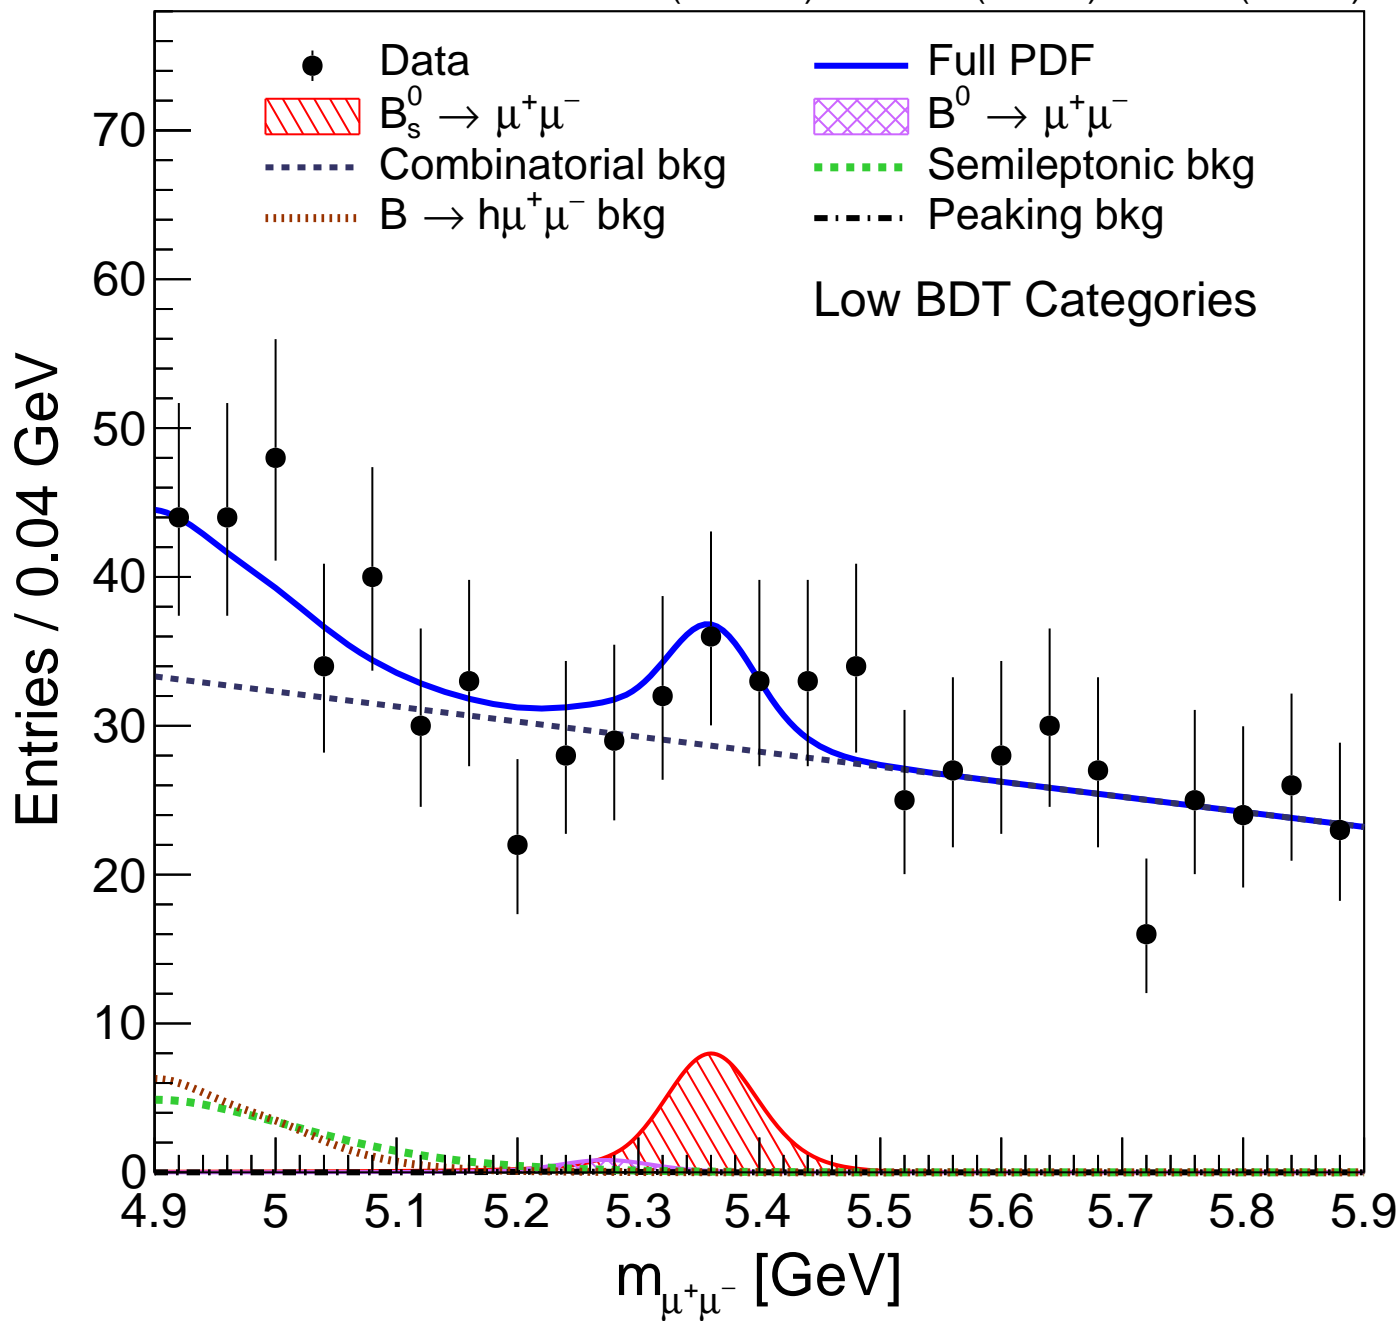 Data
Full PDF
B⁰ₛ → μ⁺μ⁻
B⁰ → μ⁺μ⁻
Combinatorial bkg
Semileptonic bkg
B → hμ⁺μ⁻ bkg
Peaking bkg
Low BDT Categories
Entries / 0.04 GeV
70
60
50
40
30
20
10
0
4.9 5 5.1 5.2 5.3 5.4 5.5 5.6 5.7 5.8 5.9
m_μ⁺μ⁻ [GeV]